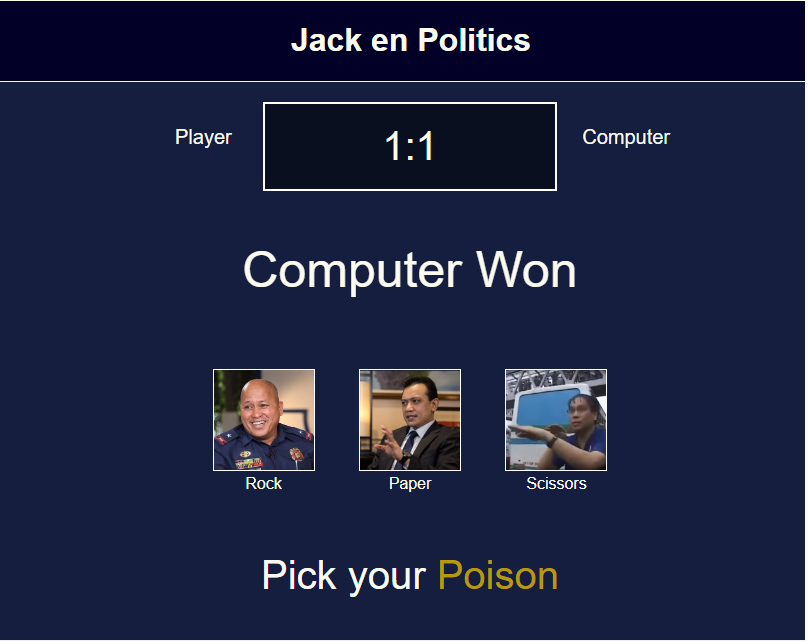 Jack en Politics
Player
1:1
Computer
Computer Won
Rock
Paper
Scissors
Pick your Poison